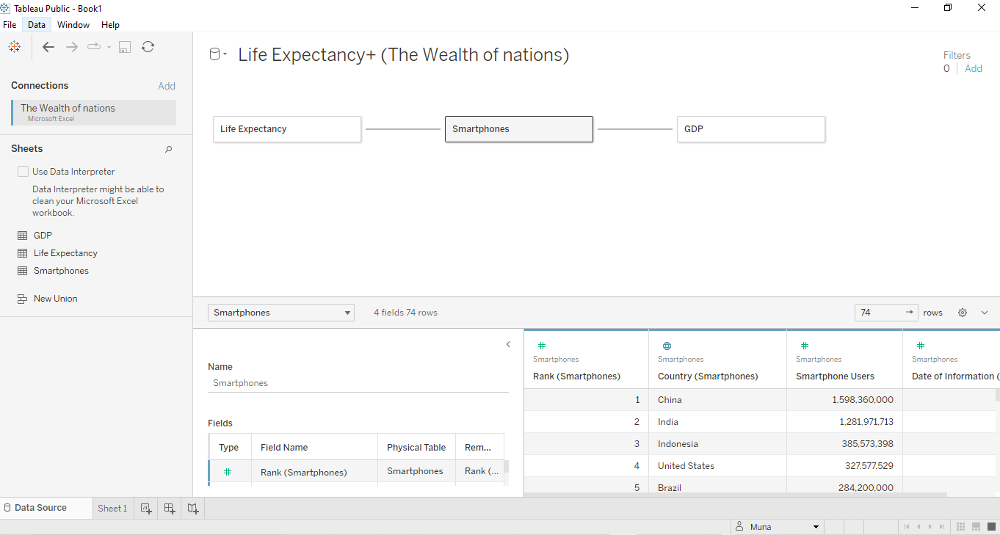 Tableau Public - Book1
File Data Window Help
Connections Add
The Wealth of nations
Microsoft Excel
Sheets
Use Data Interpreter
Data Interpreter might be able to
clean your Microsoft Excel
workbook.
GDP
Life Expectancy
Smartphones
New Union
Life Expectancy+ (The Wealth of nations)
Filters
0 Add
Life Expectancy Smartphones GDP
Smartphones 4 fields 74 rows 74 rows
Name
Smartphones
Fields
Type Field Name Physical Table Rem...
# Rank (Smartphones) Smartphones Rank (...
# # #
Smartphones Smartphones Smartphones Smartphones
Rank (Smartphones) Country (Smartphones) Smartphone Users Date of Information (
1 China 1,598,360,000
2 India 1,281,971,713
3 Indonesia 385,573,398
4 United States 327,577,529
5 Brazil 284,200,000
Data Source Sheet 1
Muna